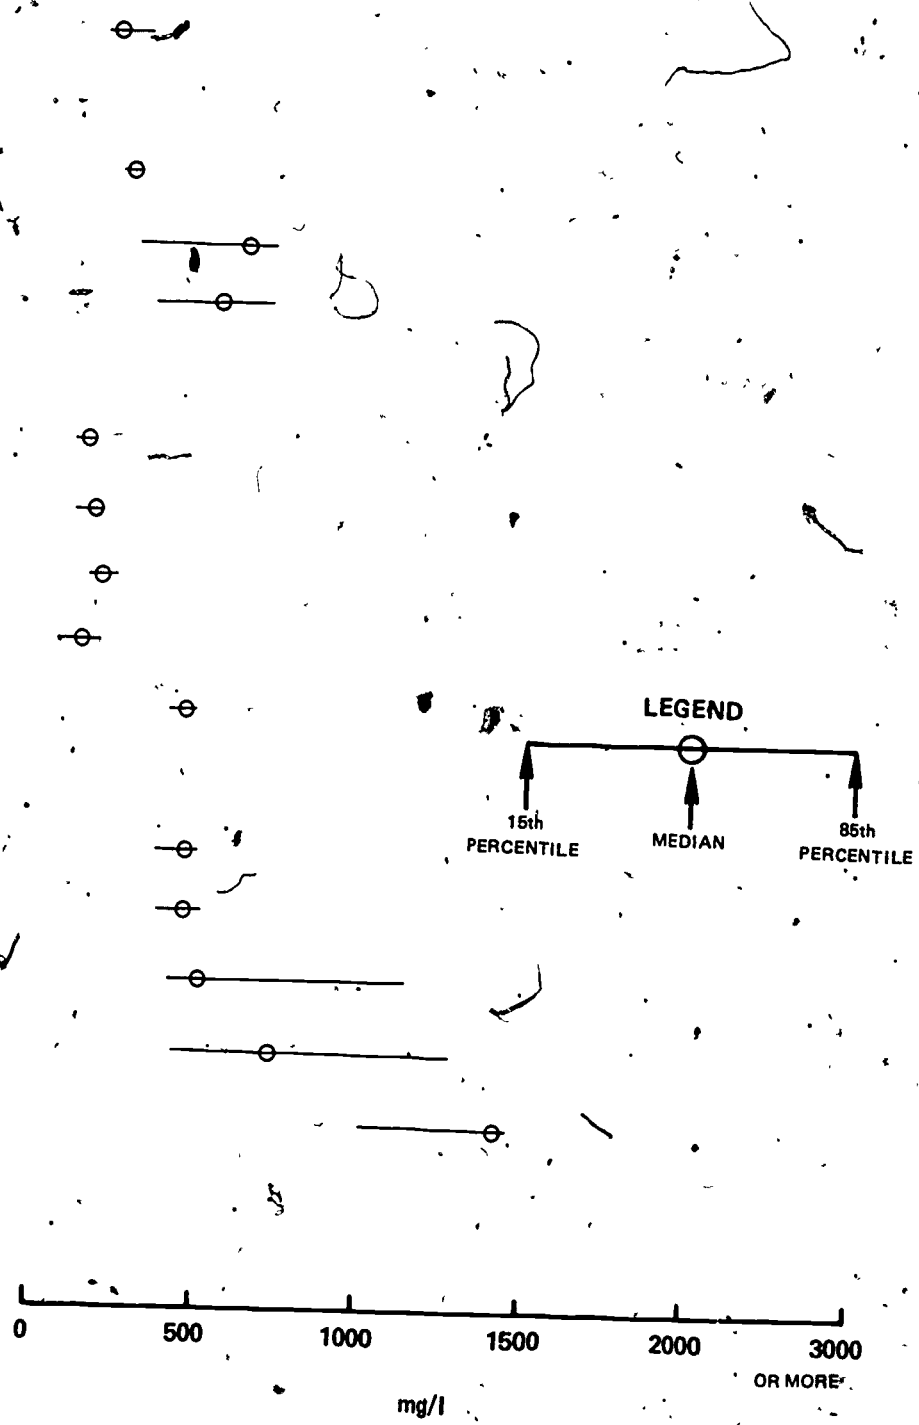 LEGEND
15th
PERCENTILE
MEDIAN
85th
PERCENTILE
0 500 1000 1500 2000 3000
OR MORE
mg/l